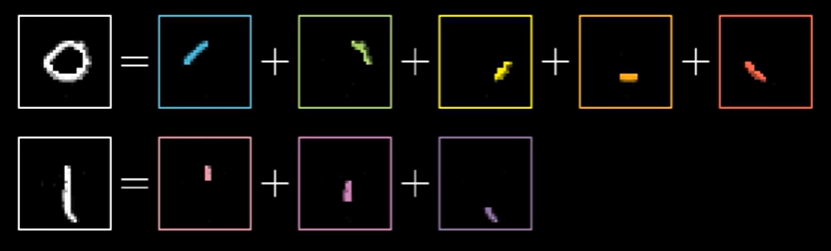 0 = + + + +
1 = + +